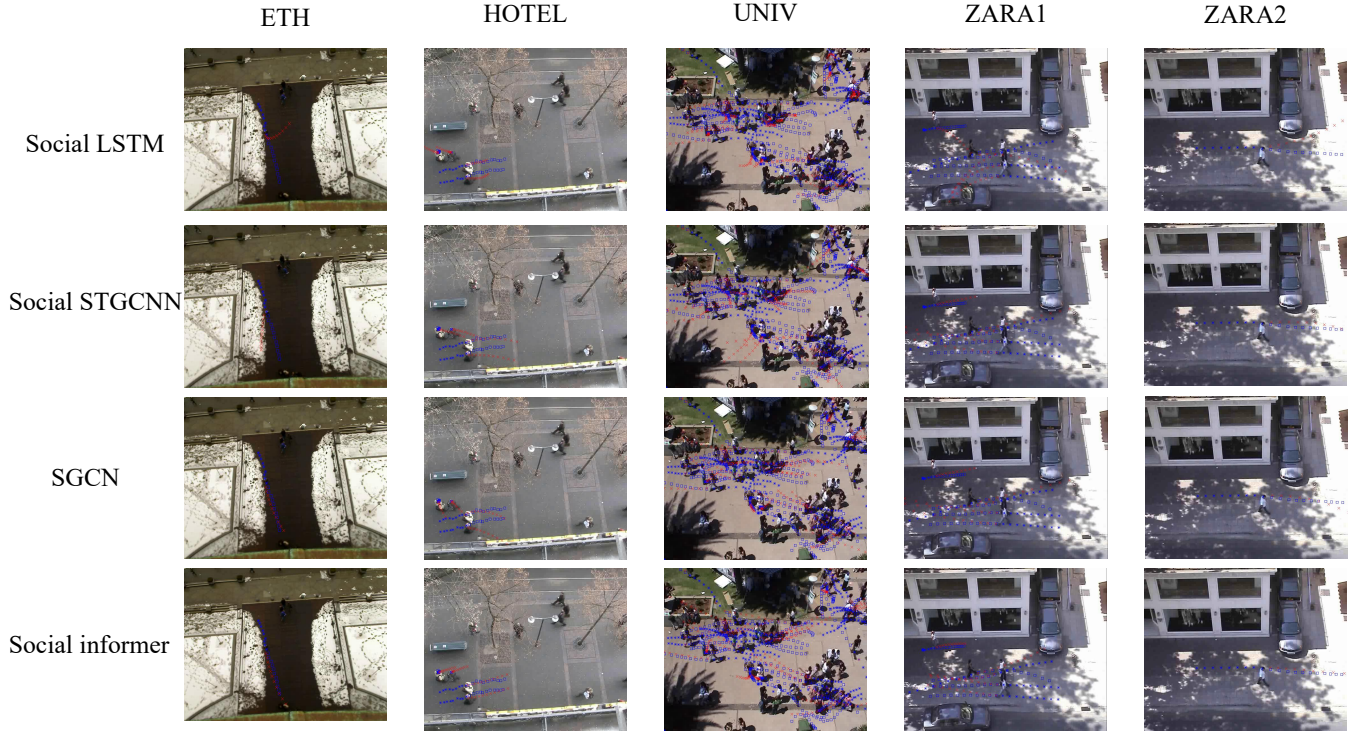 ETH HOTEL UNIV ZARA1 ZARA2
Social LSTM
Social STGCNN
SGCN
Social informer